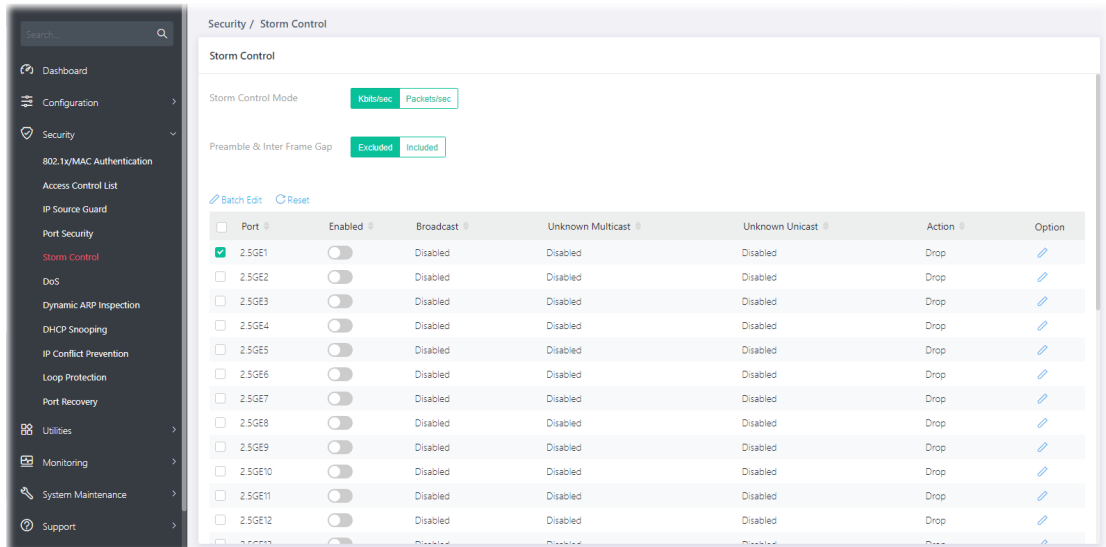 Search...
Dashboard
Configuration
Security
802.1x/MAC Authentication
Access Control List
IP Source Guard
Port Security
Storm Control
DoS
Dynamic ARP Inspection
DHCP Snooping
IP Conflict Prevention
Loop Protection
Port Recovery
Utilities
Monitoring
System Maintenance
Support
Security / Storm Control
Storm Control
Storm Control Mode Kbits/sec Packets/sec
Preamble & Inter Frame Gap Excluded Included
Batch Edit Reset
Port Enabled Broadcast Unknown Multicast Unknown Unicast Action Option
2.5GE1 Disabled Disabled Disabled Drop
2.5GE2 Disabled Disabled Disabled Drop
2.5GE3 Disabled Disabled Disabled Drop
2.5GE4 Disabled Disabled Disabled Drop
2.5GE5 Disabled Disabled Disabled Drop
2.5GE6 Disabled Disabled Disabled Drop
2.5GE7 Disabled Disabled Disabled Drop
2.5GE8 Disabled Disabled Disabled Drop
2.5GE9 Disabled Disabled Disabled Drop
2.5GE10 Disabled Disabled Disabled Drop
2.5GE11 Disabled Disabled Disabled Drop
2.5GE12 Disabled Disabled Disabled Drop